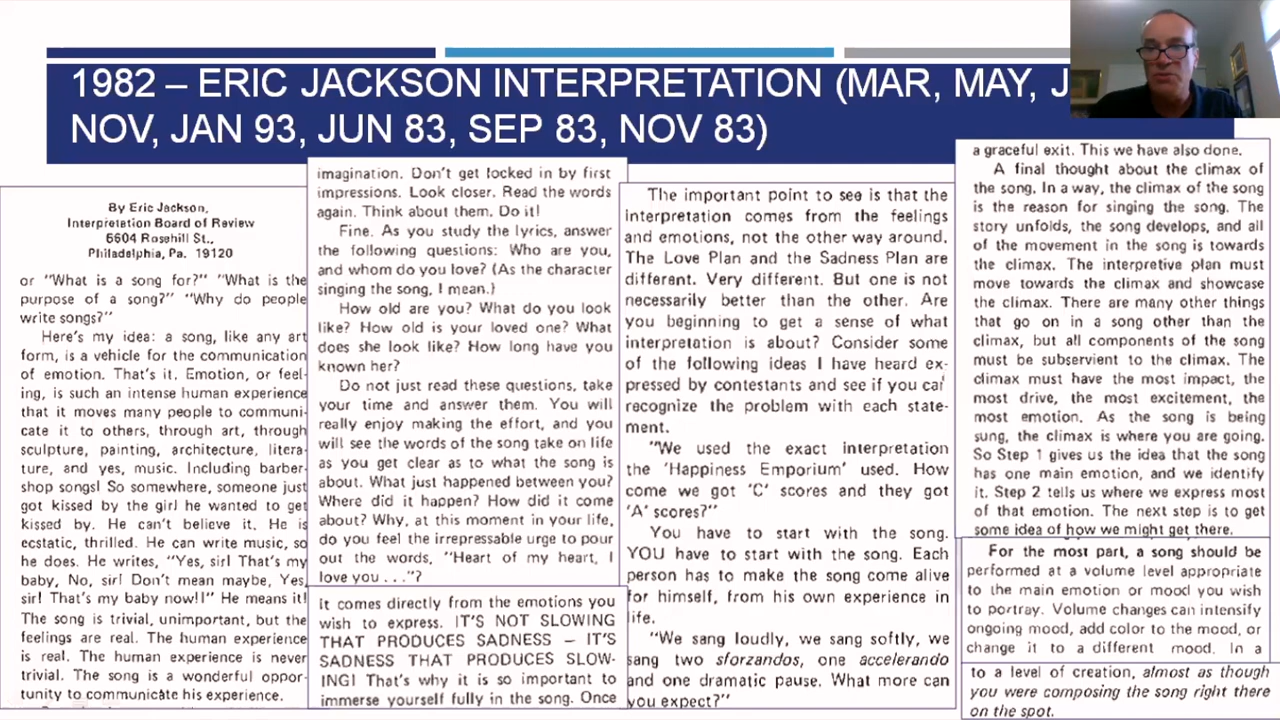 1982 – ERIC JACKSON INTERPRETATION (MAR, MAY,
NOV, JAN 93, JUN 83, SEP 83, NOV 83)
By Eric Jackson,
Interpretation Board of Review
6604 Rosehill St.,
Philadelphia, Pa. 19120
or "What is a song for?" "What is the
purpose of a song?" "Why do people
write songs?"
Here's my idea: a song, like any art
form, is a vehicle for the communication
of emotion. That's it. Emotion, or feel-
ing, is such an intense human experience
that it moves many people to communi-
cate it to others, through art, through
sculpture, painting, architecture, litera-
ture, and yes, music. Including barber-
shop songs! So somewhere, someone just
got kissed by the girl he wanted to get
kissed by. He can't believe it. He is
ecstatic, thrilled. He can write music, so
he does. He writes, "Yes, sir! That's my
baby, No, sir! Don't mean maybe, Yes,
sir! That's my baby now!!" He means it!
The song is trivial, unimportant, but the
feelings are real. The human experience
is real. The human experience is never
trivial. The song is a wonderful oppor-
tunity to communicate his experience.
imagination. Don't get locked in by first
impressions. Look closer. Read the words
again. Think about them. Do it!
Fine. As you study the lyrics, answer
the following questions: Who are you,
and whom do you love? (As the character
singing the song, I mean.)
How old are you? What do you look
like? How old is your loved one? What
does she look like? How long have you
known her?
Do not just read these questions, take
your time and answer them. You will
really enjoy making the effort, and you
will see the words of the song take on life
as you get clear as to what the song is
about. What just happened between you?
Where did it happen? How did it come
about? Why, at this moment in your life,
do you feel the irrepressable urge to pour
out the words, "Heart of my heart, I
love you . . ."?
It comes directly from the emotions you
wish to express. IT'S NOT SLOWING
THAT PRODUCES SADNESS – IT'S
SADNESS THAT PRODUCES SLOW-
ING! That's why it is so important to
immerse yourself fully in the song. Once
The important point to see is that the
interpretation comes from the feelings
and emotions, not the other way around.
The Love Plan and the Sadness Plan are
different. Very different. But one is not
necessarily better than the other. Are
you beginning to get a sense of what
interpretation is about? Consider some
of the following ideas I have heard ex-
pressed by contestants and see if you
recognize the problem with each state-
ment.
"We used the exact interpretation
the 'Happiness Emporium' used. How
come we got 'C' scores and they got
'A' scores?"
You have to start with the song.
YOU have to start with the song. Each
person has to make the song come alive
for himself, from his own experience in
life.
"We sang loudly, we sang softly, we
sang two sforzandos, one accelerando
and one dramatic pause. What more can
you expect?"
a graceful exit. This we have also done.
A final thought about the climax of
the song. In a way, the climax of the song
is the reason for singing the song. The
story unfolds, the song develops, and all
of the movement in the song is towards
the climax. The interpretive plan must
move towards the climax and showcase
the climax. There are many other things
that go on in a song other than the
climax, but all components of the song
must be subservient to the climax. The
climax must have the most impact, the
most drive, the most excitement, the
most emotion. As the song is being
sung, the climax is where you are going.
So Step 1 gives us the idea that the song
has one main emotion, and we identify
it. Step 2 tells us where we express most
of that emotion. The next step is to get
some idea of how we might get there.
For the most part, a song should be
performed at a volume level appropriate
to the main emotion or mood you wish
to portray. Volume changes can intensify
ongoing mood, add color to the mood, or
change it to a different mood. In a
to a level of creation, almost as though
you were composing the song right there
on the spot.